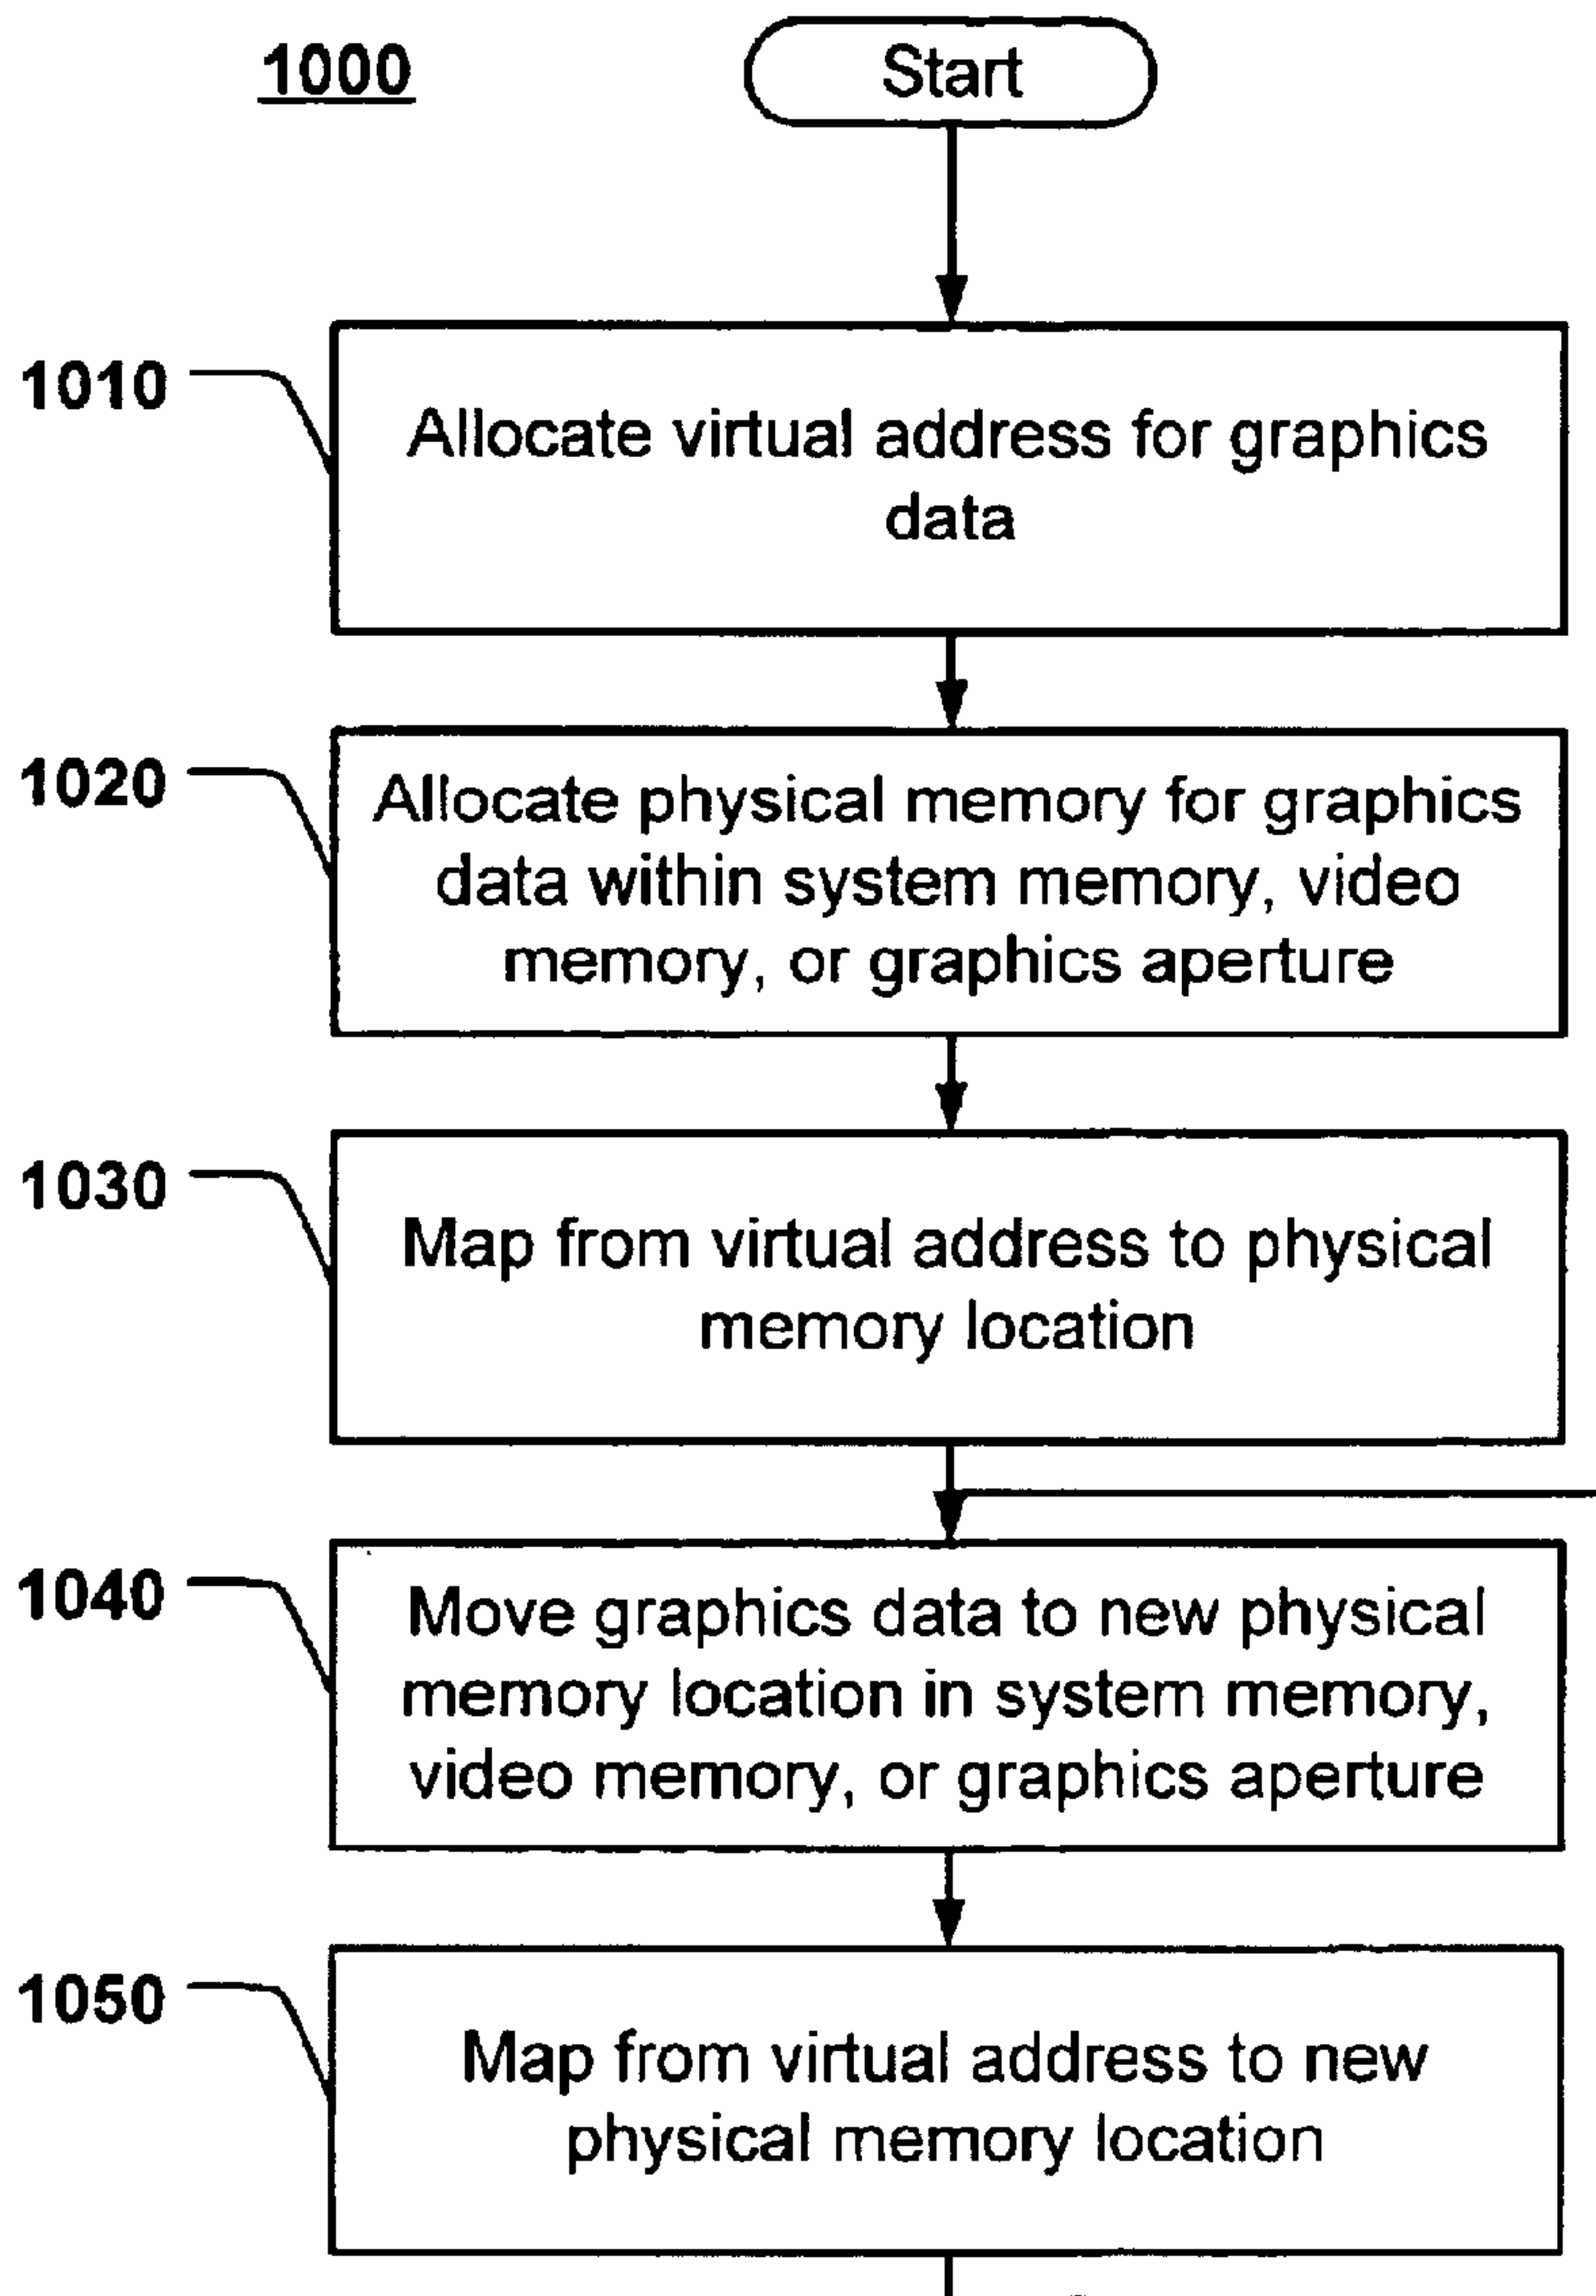 1000
Start
1010
Allocate virtual address for graphics
data
1020
Allocate physical memory for graphics
data within system memory, video
memory, or graphics aperture
1030
Map from virtual address to physical
memory location
1040
Move graphics data to new physical
memory location in system memory,
video memory, or graphics aperture
1050
Map from virtual address to new
physical memory location